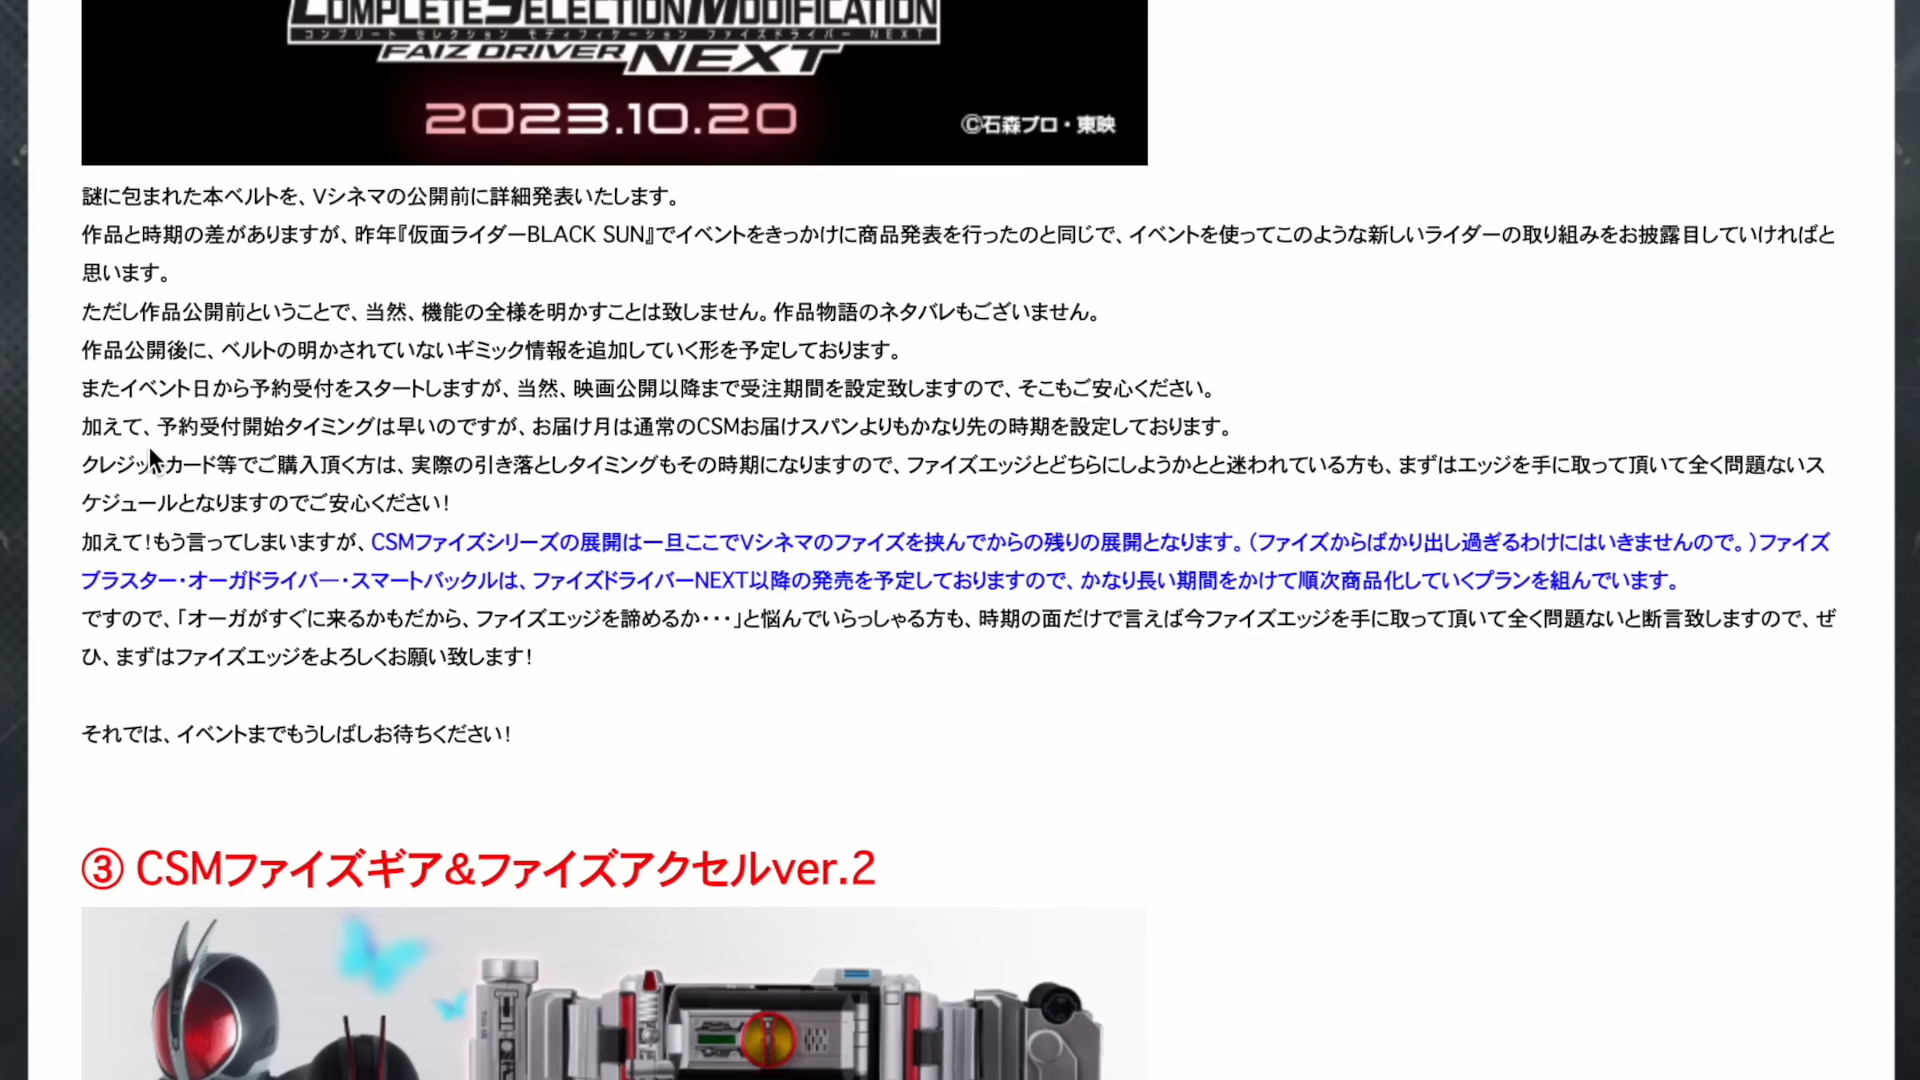 COMPLETE SELECTION MODIFICATION
コンプリート セレクション モディフィケーション ファイズドライバー NEXT
FAIZ DRIVER NEXT
2023.10.20
©石森プロ・東映
謎に包まれた本ベルトを、Vシネマの公開前に詳細発表いたします。
作品と時期の差がありますが、昨年『仮面ライダーBLACK SUN』でイベントをきっかけに商品発表を行ったのと同じで、イベントを使ってこのような新しいライダーの取り組みをお披露目していければと
思います。
ただし作品公開前ということで、当然、機能の全様を明かすことは致しません。作品物語のネタバレもございません。
作品公開後に、ベルトの明かされていないギミック情報を追加していく形を予定しております。
またイベント日から予約受付をスタートしますが、当然、映画公開以降まで受注期間を設定致しますので、そこもご安心ください。
加えて、予約受付開始タイミングは早いのですが、お届け月は通常のCSMお届けスパンよりもかなり先の時期を設定しております。
クレジットカード等でご購入頂く方は、実際の引き落としタイミングもその時期になりますので、ファイズエッジとどちらにしようかとと迷われている方も、まずはエッジを手に取って頂いて全く問題ないス
ケジュールとなりますのでご安心ください！
加えて！もう言ってしまいますが、CSMファイズシリーズの展開は一旦ここでVシネマのファイズを挟んでからの残りの展開となります。（ファイズからばかり出し過ぎるわけにはいきませんので。）ファイズ
ブラスター・オーガドライバー・スマートバックルは、ファイズドライバーNEXT以降の発売を予定しておりますので、かなり長い期間をかけて順次商品化していくプランを組んでいます。
ですので、「オーガがすぐに来るかもだから、ファイズエッジを諦めるか・・・」と悩んでいらっしゃる方も、時期の面だけで言えば今ファイズエッジを手に取って頂いて全く問題ないと断言致しますので、ぜ
ひ、まずはファイズエッジをよろしくお願い致します！
それでは、イベントまでもうしばしお待ちください！
③ CSMファイズギア&ファイズアクセルver.2